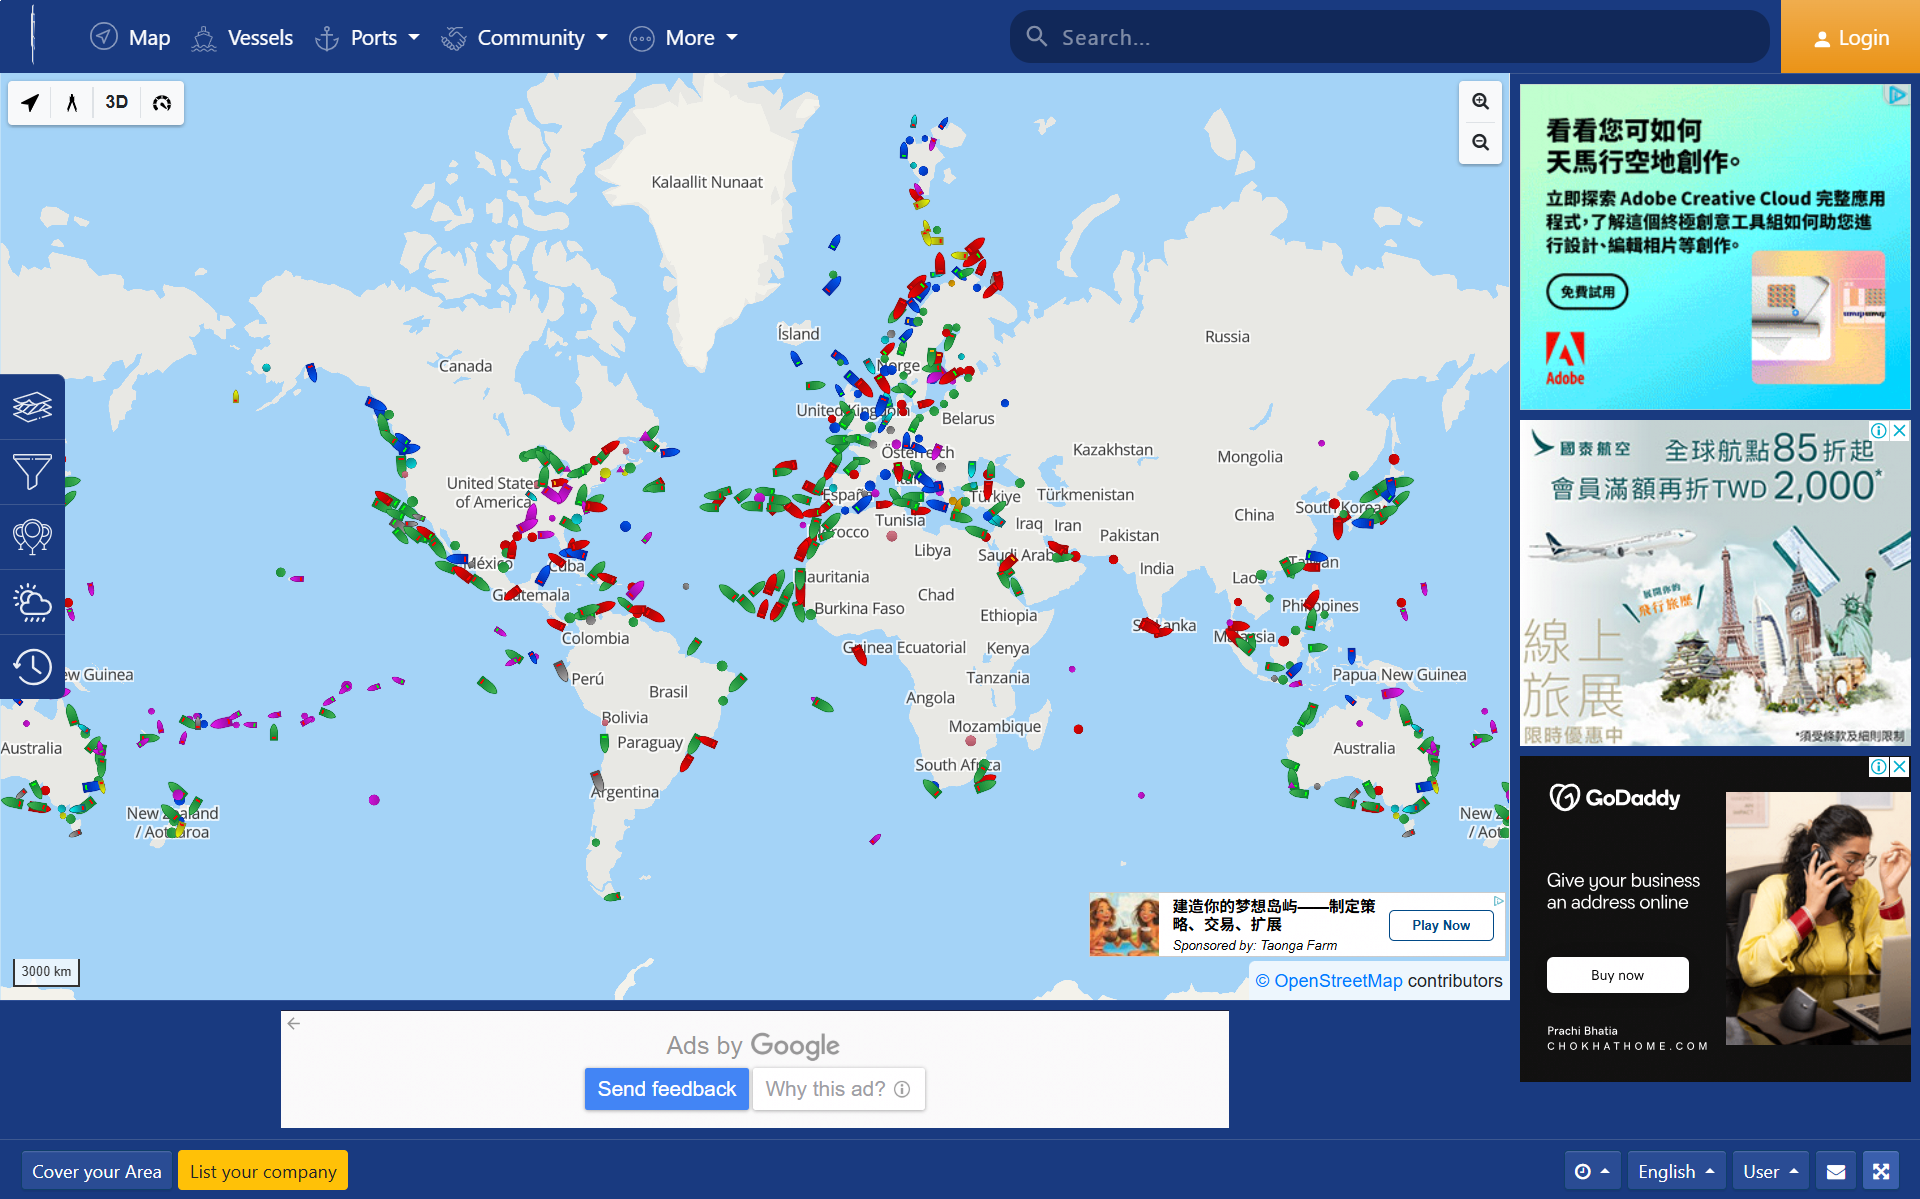 Map
Vessels
Ports
Community
More
Search...
Login
3D
Kalaallit Nunaat
Ísland
Russia
Canada
Norge
United Kingdom
Belarus
Österreich
Kazakhstan
Mongolia
United States
of America
España
Italia
Türkiye
Türkmenistan
China
South Korea
Tunisia
Iraq
Iran
Pakistan
Libya
Saudi Arab
México
Cuba
Mauritania
India
Laos
Taiwan
Guatemala
Burkina Faso
Chad
Ethiopia
Philippines
Colombia
Guinea Ecuatorial
Kenya
Sri Lanka
Malaysia
Perú
Brasil
Tanzania
Papua New Guinea
ew Guinea
Angola
Bolivia
Mozambique
Paraguay
Australia
Australia
South Africa
Argentina
New Zealand
/ Aotearoa
New Z
/ Aot
3000 km
建造你的梦想岛屿——制定策
略、交易、扩展
Sponsored by: Taonga Farm
Play Now
© OpenStreetMap contributors
看看您可如何
天馬行空地創作。
立即探索 Adobe Creative Cloud 完整應用
程式，了解這個終極創意工具組如何助您進
行設計、編輯相片等創作。
免費試用
Adobe
國泰航空
全球航點85折起
會員滿額再折TWD 2,000*
展開你的
飛行旅歷
線上
旅展
限時優惠中
*須受條款及細則限制
GoDaddy
Give your business
an address online
Buy now
Prachi Bhatia
CHOKHATHOME.COM
Ads by Google
Send feedback
Why this ad?
Cover your Area
List your company
English
User